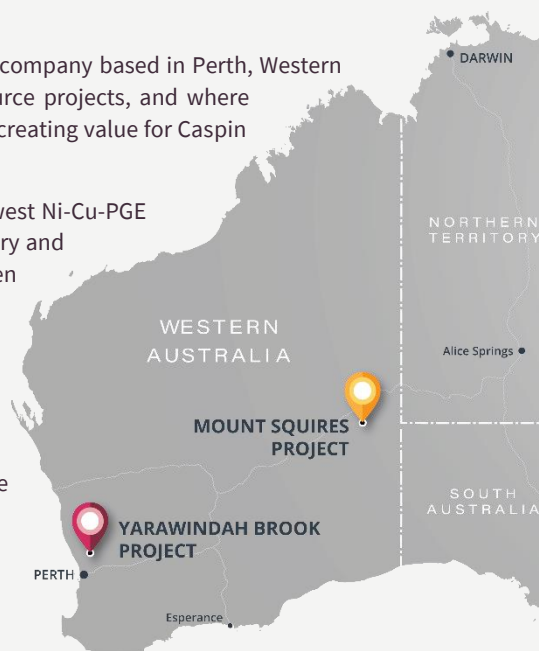 company based in Perth, Western
urce projects, and where
creating value for Caspin
west Ni-Cu-PGE
ry and
en
e
DARWIN
NORTHERN
TERRITORY
WESTERN
AUSTRALIA
Alice Springs
MOUNT SQUIRES
PROJECT
SOUTH
AUSTRALIA
YARAWINDAH BROOK
PROJECT
PERTH
Esperance